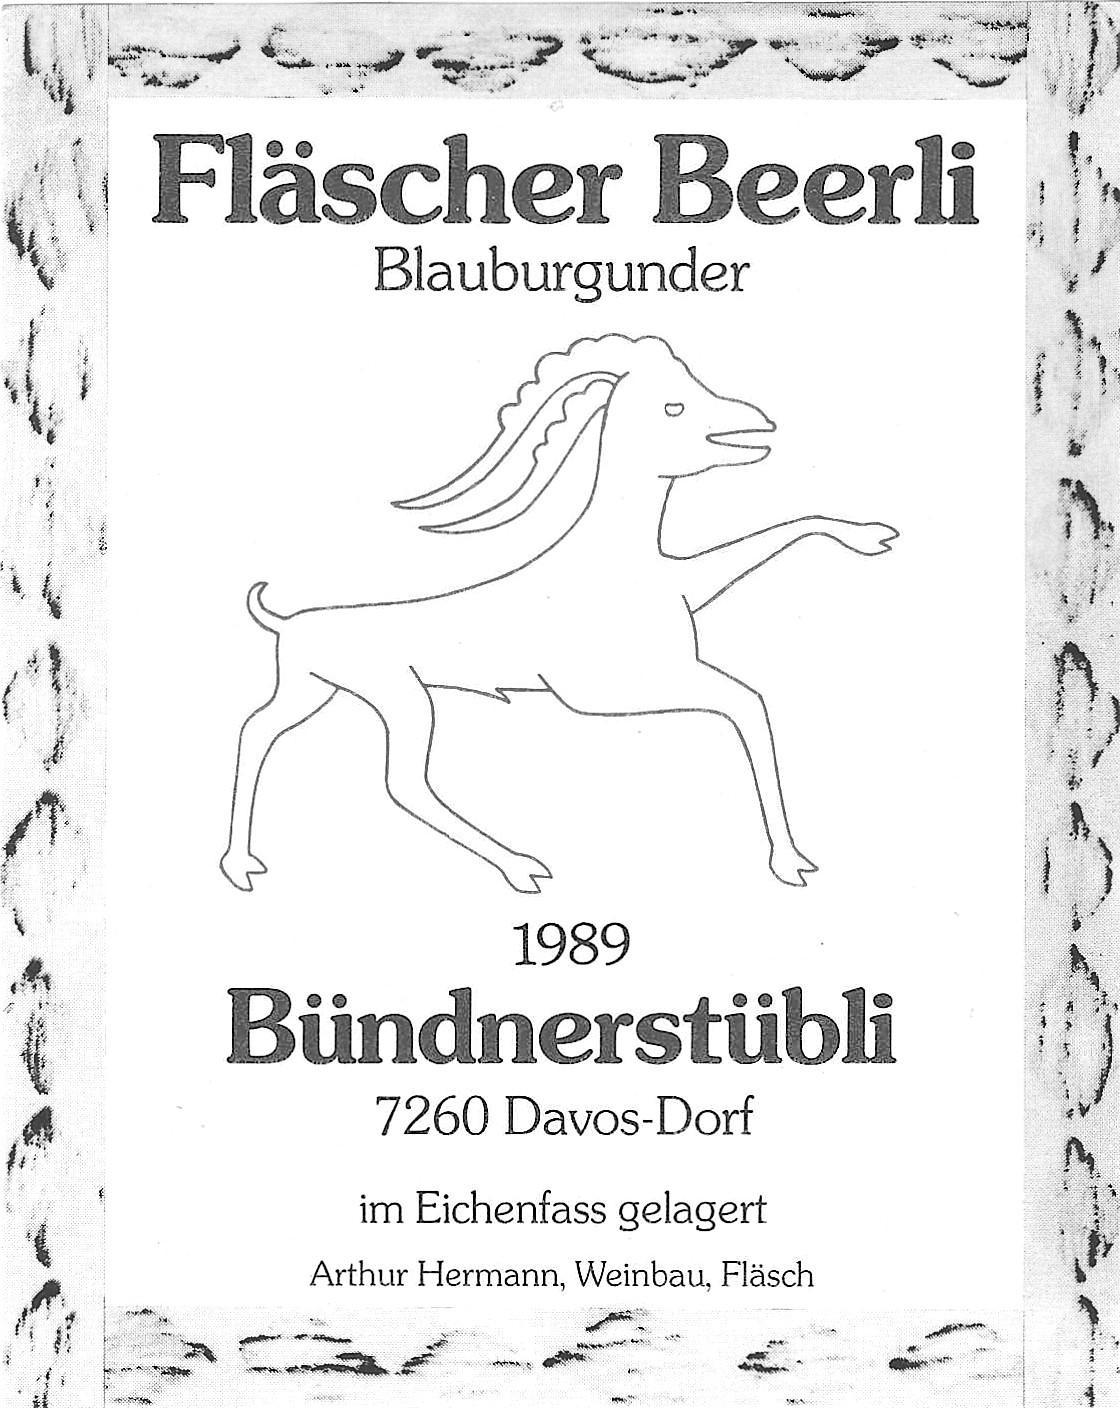 Fläscher Beerli
Blauburgunder
1989
Bündnerstübli
7260 Davos-Dorf
im Eichenfass gelagert
Arthur Hermann, Weinbau, Fläsch